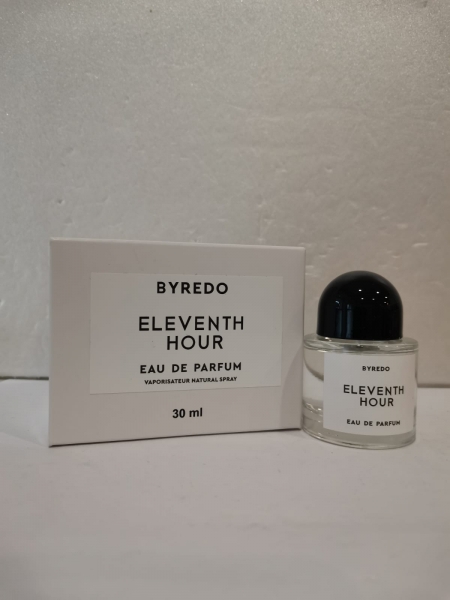 BYREDO
ELEVENTH
HOUR
EAU DE PARFUM
VAPORISATEUR NATURAL SPRAY
30 ml
BYREDO
ELEVENTH
HOUR
EAU DE PARFUM